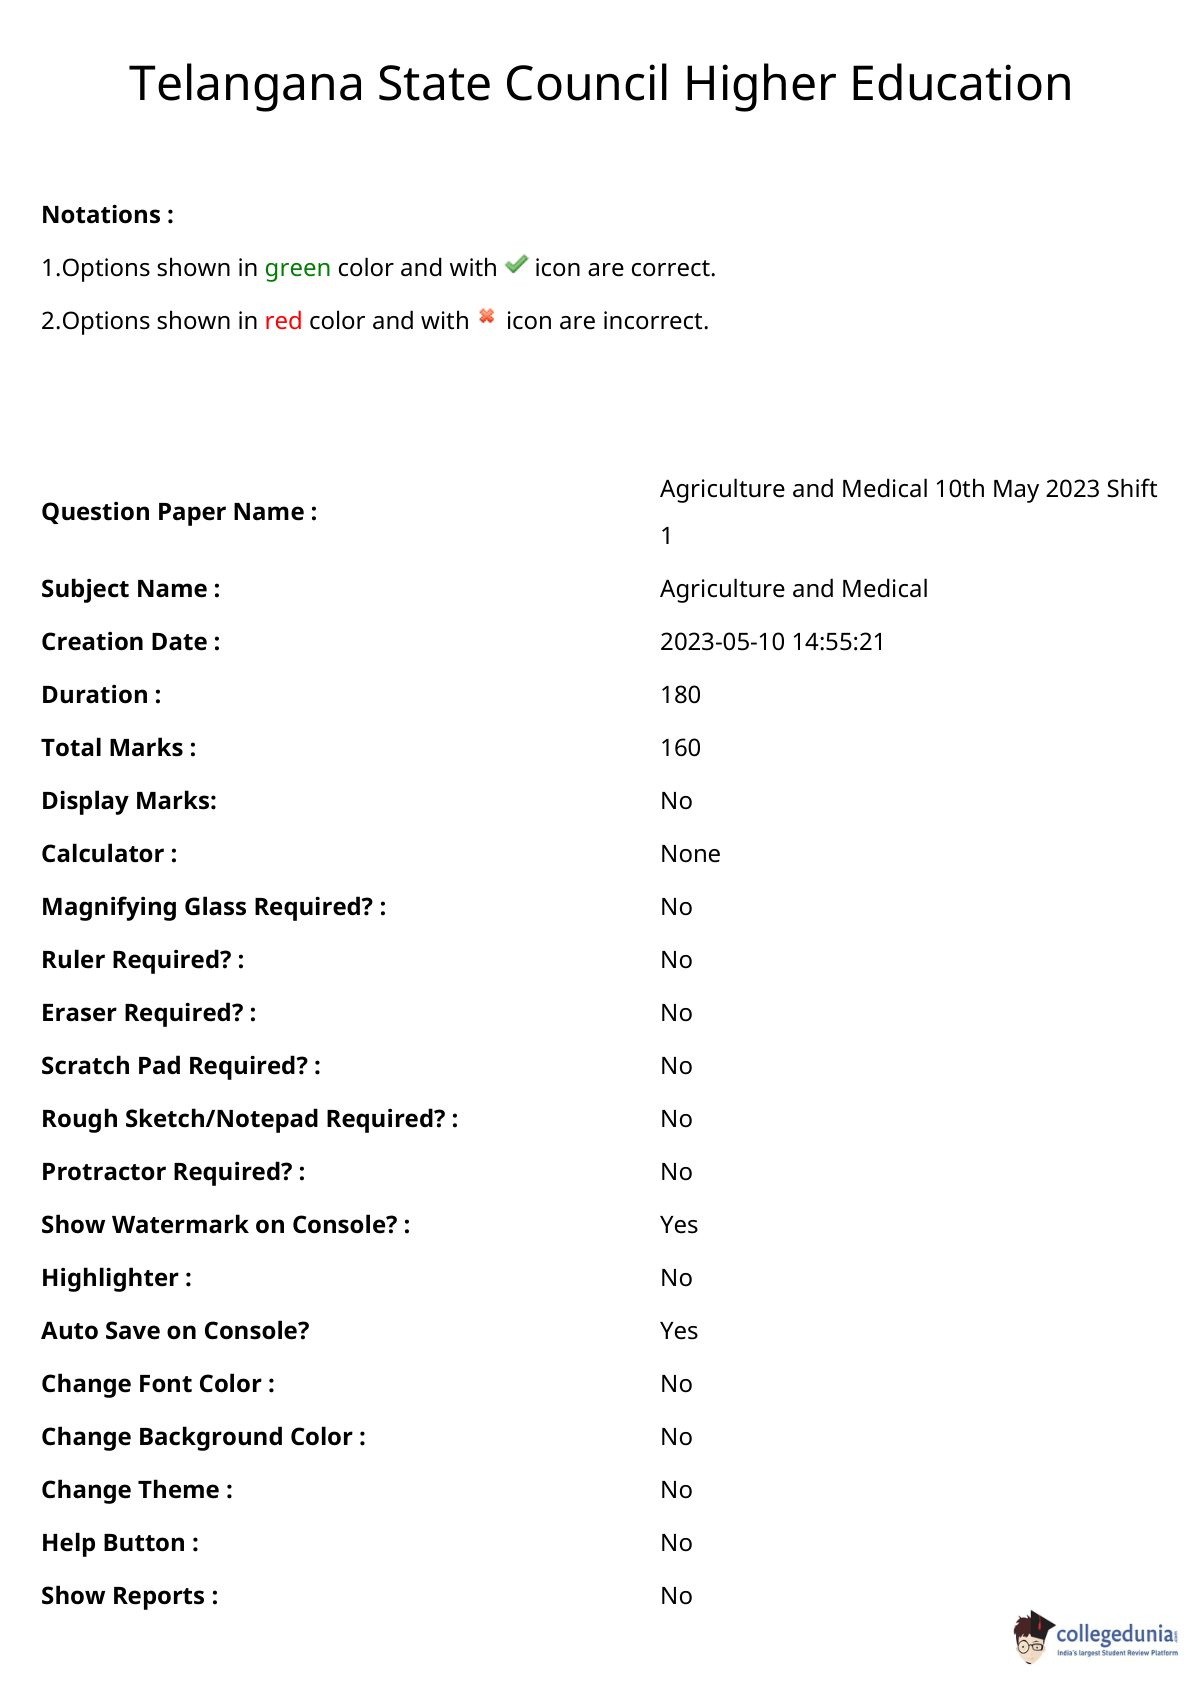 Telangana State Council Higher Education
Notations :
1.Options shown in green color and with icon are correct.
2.Options shown in red color and with icon are incorrect.
Question Paper Name : Agriculture and Medical 10th May 2023 Shift
1
Subject Name : Agriculture and Medical
Creation Date : 2023-05-10 14:55:21
Duration : 180
Total Marks : 160
Display Marks: No
Calculator : None
Magnifying Glass Required? : No
Ruler Required? : No
Eraser Required? : No
Scratch Pad Required? : No
Rough Sketch/Notepad Required? : No
Protractor Required? : No
Show Watermark on Console? : Yes
Highlighter : No
Auto Save on Console? Yes
Change Font Color : No
Change Background Color : No
Change Theme : No
Help Button : No
Show Reports : No
collegedunia
India's largest Student Review Platform